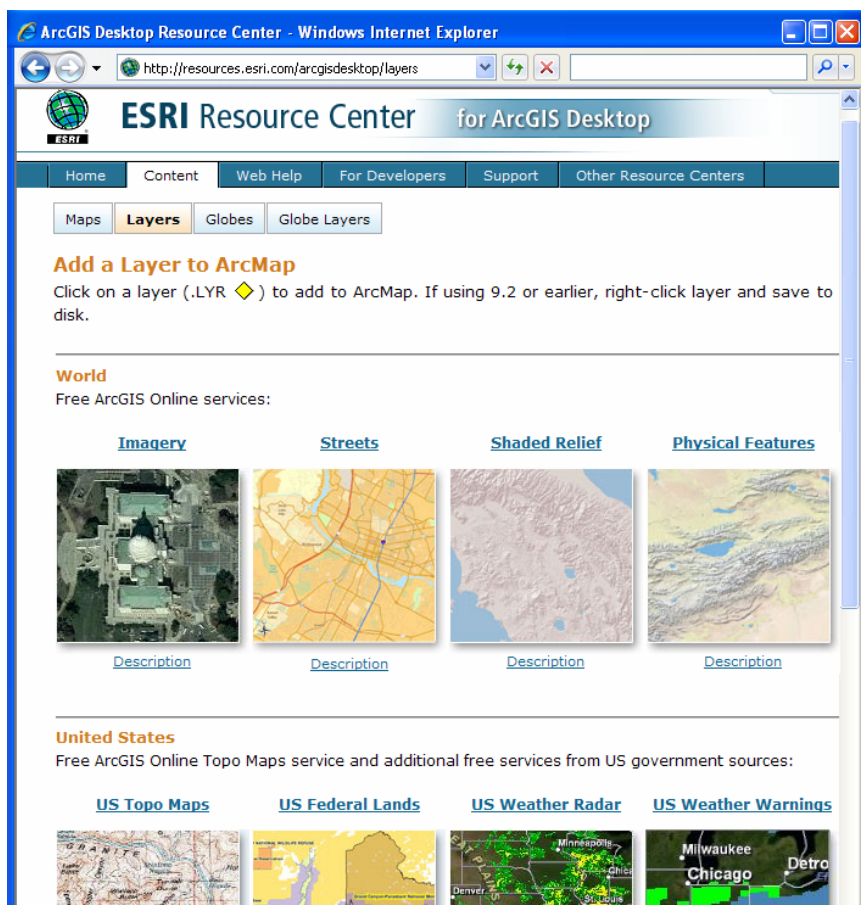 ArcGIS Desktop Resource Center - Windows Internet Explorer
http://resources.esri.com/arcgisdesktop/layers
ESRI
ESRI Resource Center for ArcGIS Desktop
Home Content Web Help For Developers Support Other Resource Centers
Maps Layers Globes Globe Layers
Add a Layer to ArcMap
Click on a layer (.LYR ) to add to ArcMap. If using 9.2 or earlier, right-click layer and save to
disk.
World
Free ArcGIS Online services:
Imagery Streets Shaded Relief Physical Features
Description Description Description Description
United States
Free ArcGIS Online Topo Maps service and additional free services from US government sources:
US Topo Maps US Federal Lands US Weather Radar US Weather Warnings
GRANITE
Minneapolis
Denver
St. Louis
Milwaukee
Chicago
Detro